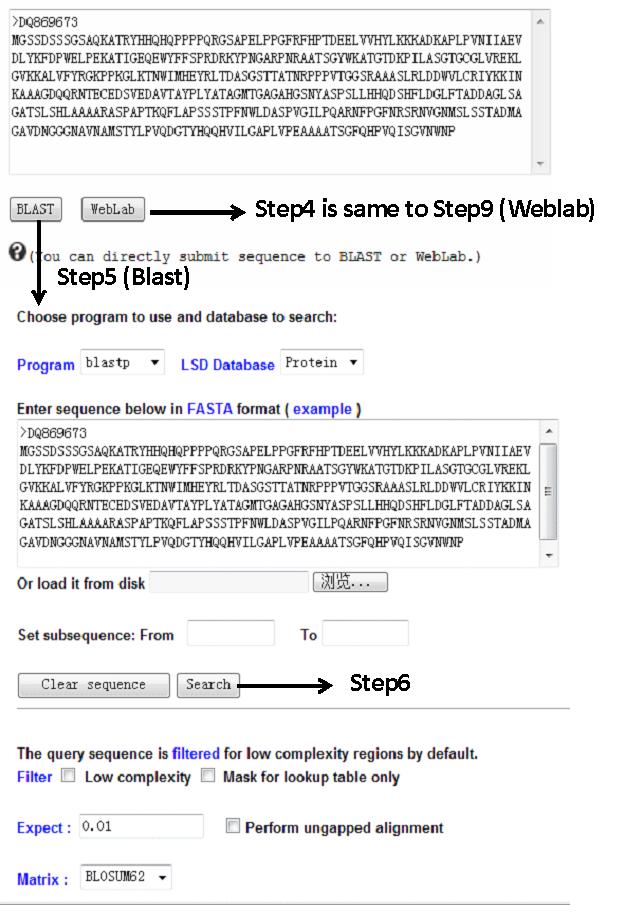 >DQ869673
MGSSDSSSGSAQKATRYHHQHQPPPPQRGSAPELPPGFRFHPTDEELVVHYLKKKADKAPLPVNIIAEV
DLYKFDPWELPEKATIGEQEWYFFSPRDRKYPNGARPNRAATSGYWKATGTDKPILASGTGCGLVREKL
GVKKALVFYRGKPPKGLKTNWIMHEYRLTDASGSTTATNRPPPVTGGSRAAASLRLDDWVLCRIYKKIN
KAAAGDQQRNTECEDSVEDAVTAYPLYATAGMTGAGAHGSNYASPSLLHHQDSHFLDGLFTADDAGLSA
GATSLSHLAAAARASPAPTKQFLAPSSSTPFNWLDASPVGILPQARNFPGFNRSRNVGNMSLSSTADMA
GAVDNGGGNAVNAMSTYLPVQDGTYHQQHVILGAPLVPEAAAATSGFQHPVQISGVNWNP
BLAST WebLab Step4 is same to Step9 (Weblab)
(You can directly submit sequence to BLAST or WebLab.)
Step5 (Blast)
Choose program to use and database to search:
Program blastp LSD Database Protein
Enter sequence below in FASTA format ( example )
>DQ869673
MGSSDSSSGSAQKATRYHHQHQPPPPQRGSAPELPPGFRFHPTDEELVVHYLKKKADKAPLPVNIIAEV
DLYKFDPWELPEKATIGEQEWYFFSPRDRKYPNGARPNRAATSGYWKATGTDKPILASGTGCGLVREKL
GVKKALVFYRGKPPKGLKTNWIMHEYRLTDASGSTTATNRPPPVTGGSRAAASLRLDDWVLCRIYKKIN
KAAAGDQQRNTECEDSVEDAVTAYPLYATAGMTGAGAHGSNYASPSLLHHQDSHFLDGLFTADDAGLSA
GATSLSHLAAAARASPAPTKQFLAPSSSTPFNWLDASPVGILPQARNFPGFNRSRNVGNMSLSSTADMA
GAVDNGGGNAVNAMSTYLPVQDGTYHQQHVILGAPLVPEAAAATSGFQHPVQISGVNWNP
Or load it from disk 浏览...
Set subsequence: From To
Clear sequence Search Step6
The query sequence is filtered for low complexity regions by default.
Filter Low complexity Mask for lookup table only
Expect : 0.01 Perform ungapped alignment
Matrix : BLOSUM62